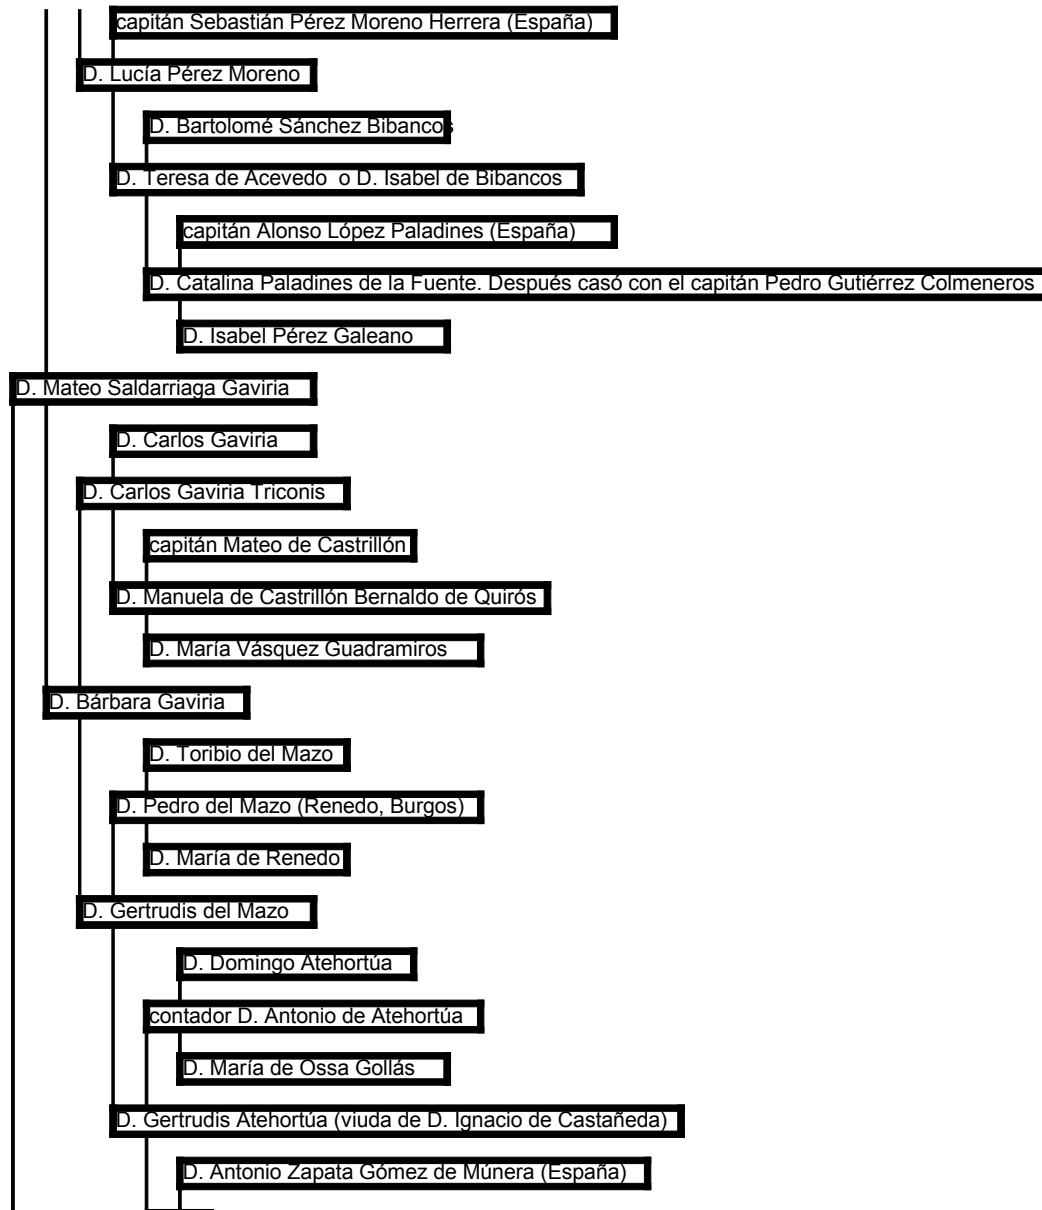 capitán Sebastián Pérez Moreno Herrera (España)
D. Lucía Pérez Moreno
D. Bartolomé Sánchez Bibancos
D. Teresa de Acevedo o D. Isabel de Bibancos
capitán Alonso López Paladines (España)
D. Catalina Paladines de la Fuente. Después casó con el capitán Pedro Gutiérrez Colmeneros
D. Isabel Pérez Galeano
D. Mateo Saldarriaga Gaviria
D. Carlos Gaviria
D. Carlos Gaviria Triconis
capitán Mateo de Castrillón
D. Manuela de Castrillón Bernaldo de Quirós
D. María Vásquez Guadramiros
D. Bárbara Gaviria
D. Toribio del Mazo
D. Pedro del Mazo (Renedo, Burgos)
D. María de Renedo
D. Gertrudis del Mazo
D. Domingo Atehortúa
contador D. Antonio de Atehortúa
D. María de Ossa Gollás
D. Gertrudis Atehortúa (viuda de D. Ignacio de Castañeda)
D. Antonio Zapata Gómez de Múnera (España)